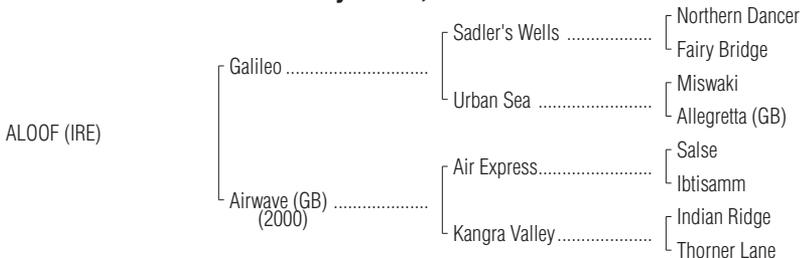 Northern Dancer
Sadler's Wells ..................
Fairy Bridge
Galileo .............................
Miswaki
Urban Sea ........................
Allegretta (GB)
ALOOF (IRE)
Salse
Air Express........................
Ibtisamm
Airwave (GB) ....................
(2000)
Indian Ridge
Kangra Valley....................
Thorner Lane